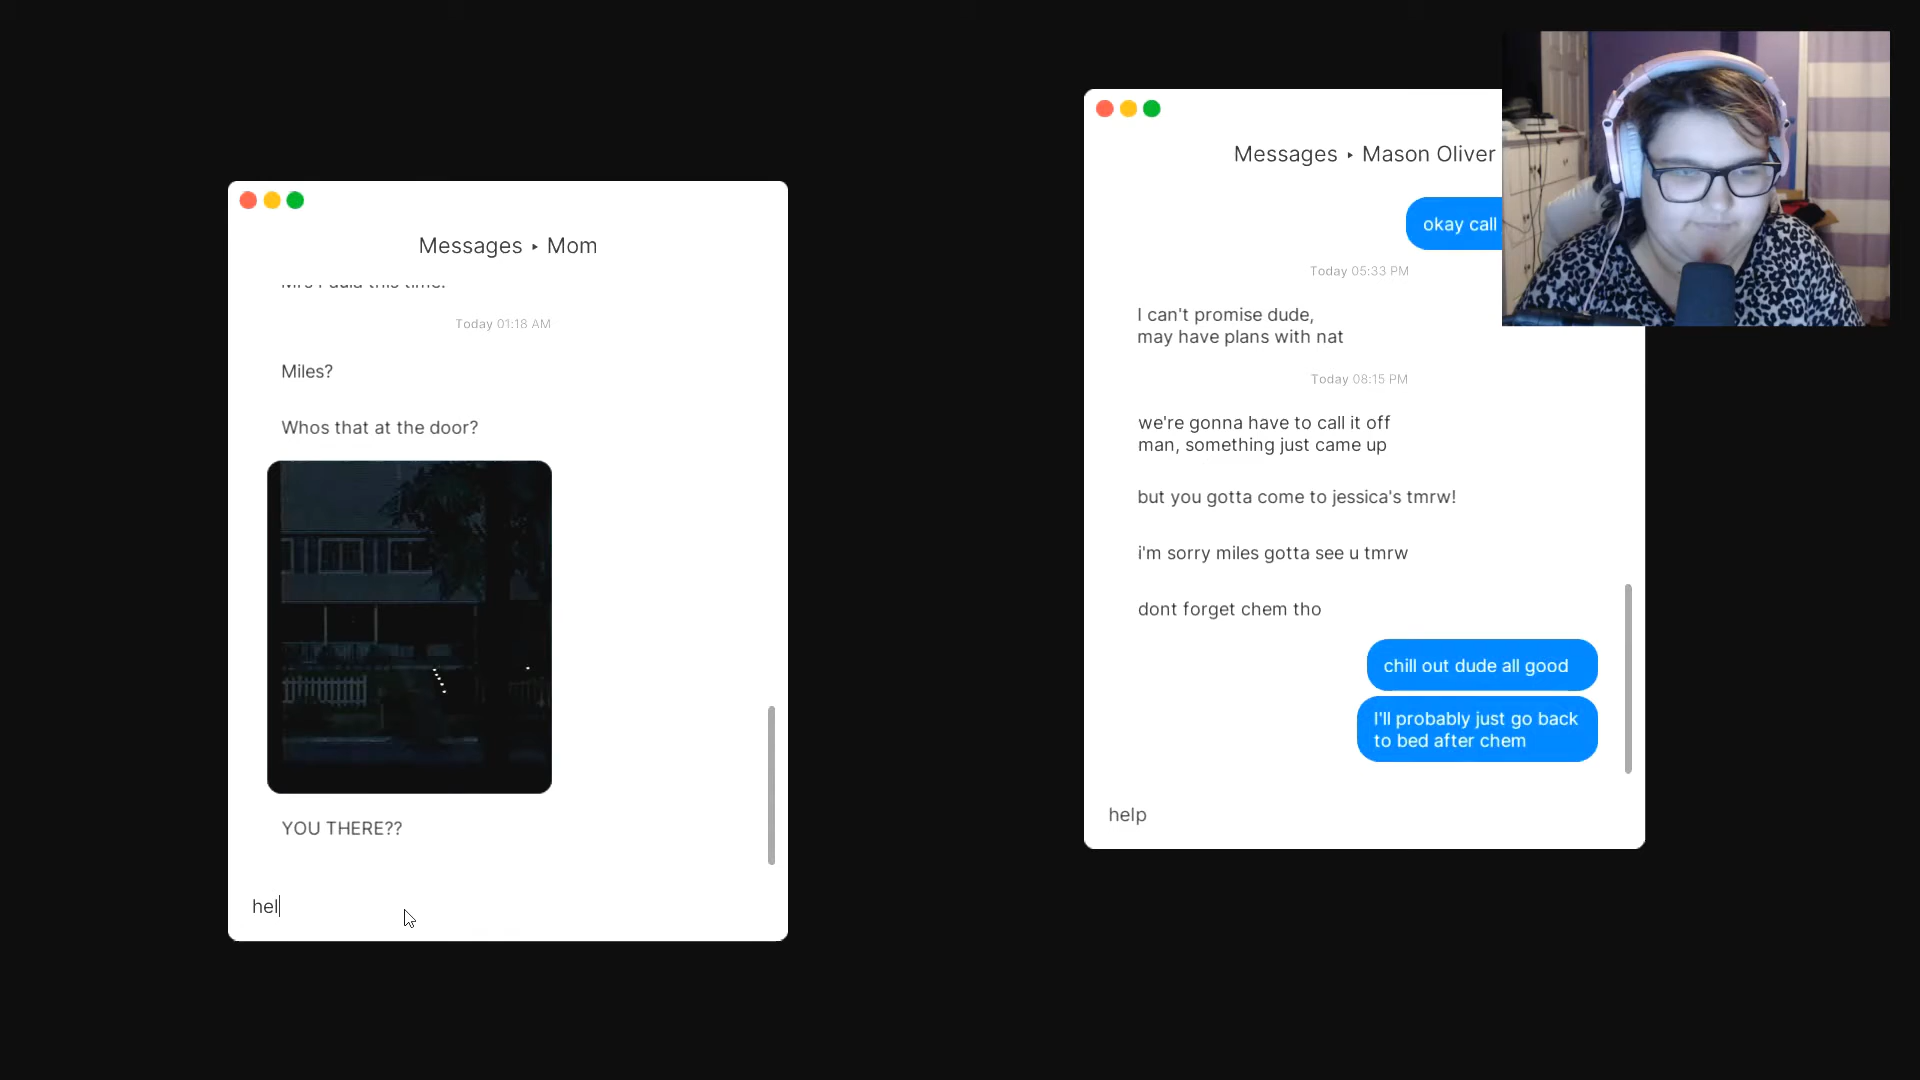 Messages ‣ Mom
Today 01:18 AM
Miles?
Whos that at the door?
YOU THERE??
hel
Messages ‣ Mason Oliver
okay call
Today 05:33 PM
I can't promise dude,
may have plans with nat
Today 08:15 PM
we're gonna have to call it off
man, something just came up
but you gotta come to jessica's tmrw!
i'm sorry miles gotta see u tmrw
dont forget chem tho
chill out dude all good
I'll probably just go back
to bed after chem
help